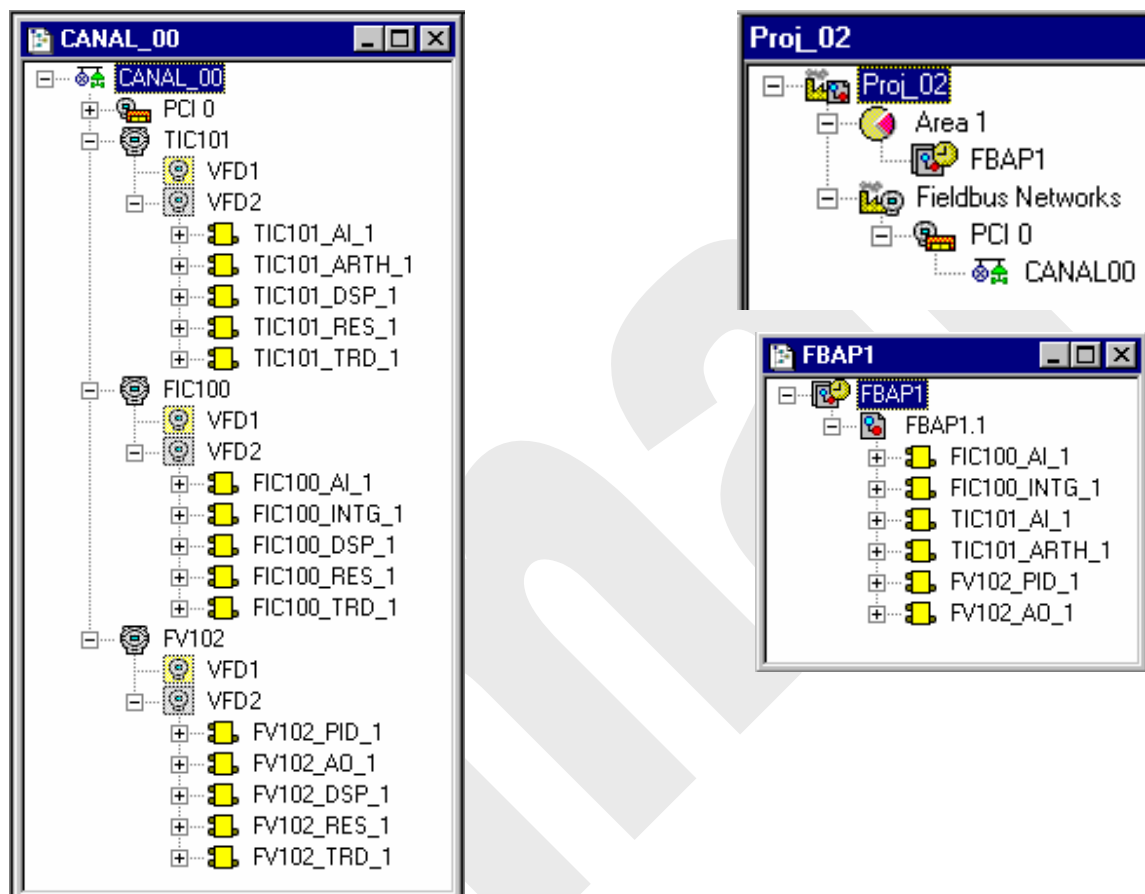 CANAL_00
CANAL_00
PCI 0
TIC101
VFD1
VFD2
TIC101_AI_1
TIC101_ARTH_1
TIC101_DSP_1
TIC101_RES_1
TIC101_TRD_1
FIC100
VFD1
VFD2
FIC100_AI_1
FIC100_INTG_1
FIC100_DSP_1
FIC100_RES_1
FIC100_TRD_1
FV102
VFD1
VFD2
FV102_PID_1
FV102_AO_1
FV102_DSP_1
FV102_RES_1
FV102_TRD_1
Proj_02
Proj_02
Area 1
FBAP1
Fieldbus Networks
PCI 0
CANAL00
FBAP1
FBAP1
FBAP1.1
FIC100_AI_1
FIC100_INTG_1
TIC101_AI_1
TIC101_ARTH_1
FV102_PID_1
FV102_AO_1